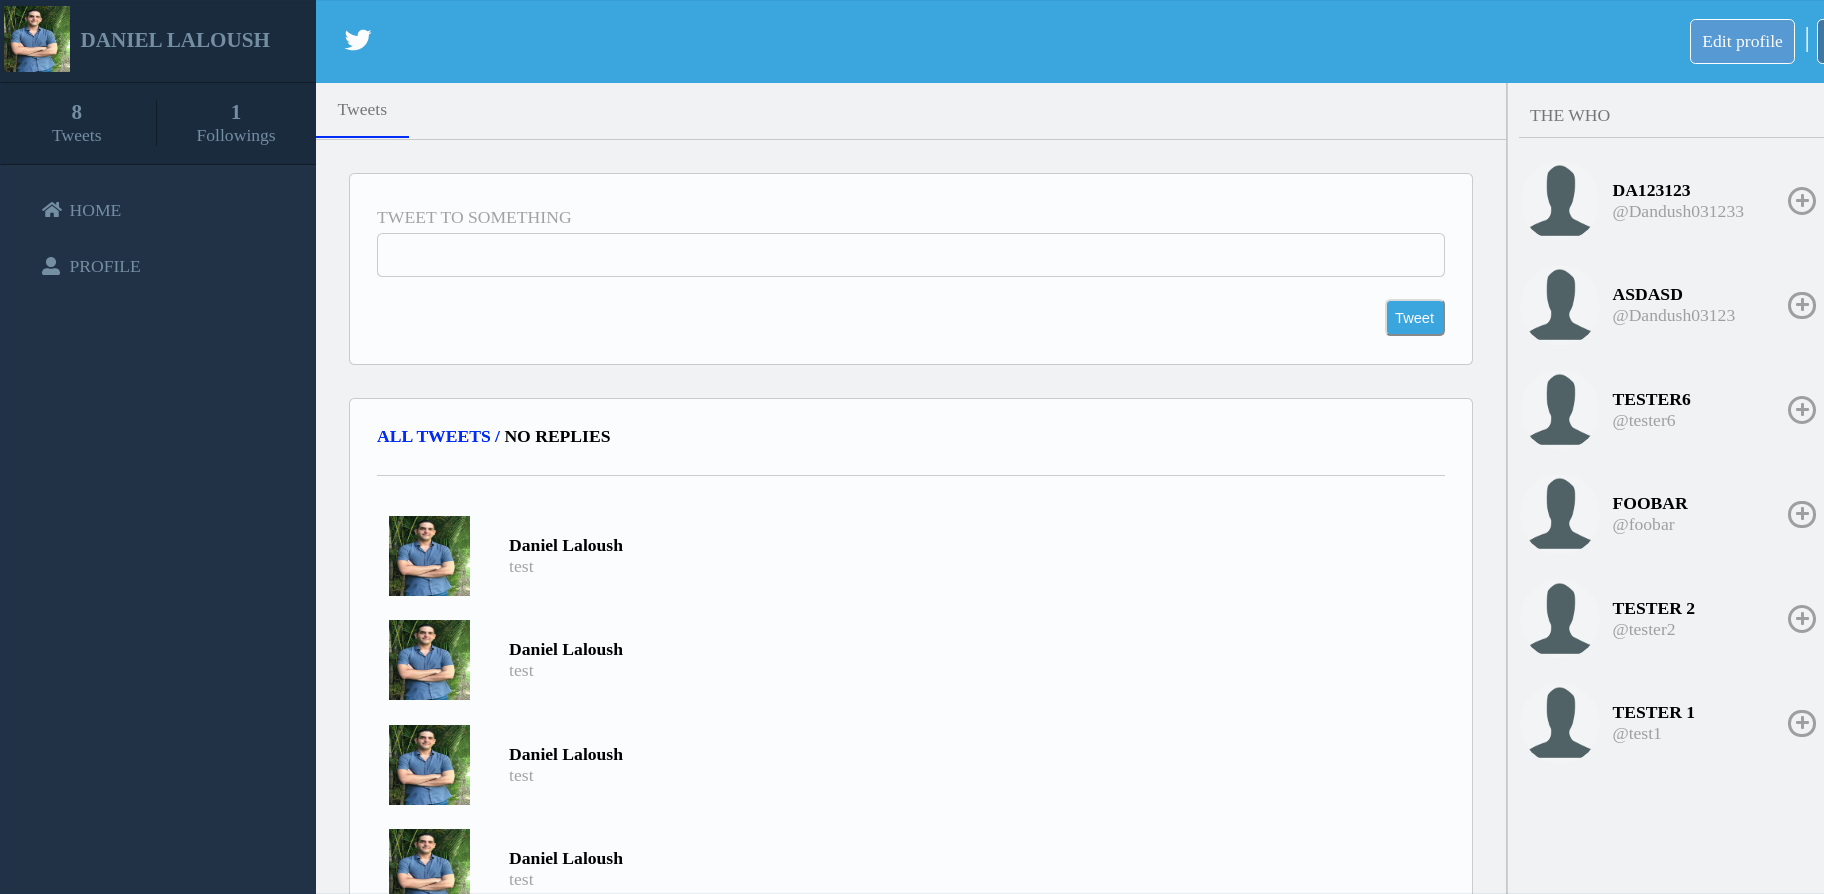 DANIEL LALOUSH
8
Tweets
1
Followings
HOME
PROFILE
Edit profile
|
Tweets
TWEET TO SOMETHING
Tweet
ALL TWEETS / NO REPLIES
Daniel Laloush
test
Daniel Laloush
test
Daniel Laloush
test
Daniel Laloush
test
THE WHO
DA123123
@Dandush031233
ASDASD
@Dandush03123
TESTER6
@tester6
FOOBAR
@foobar
TESTER 2
@tester2
TESTER 1
@test1